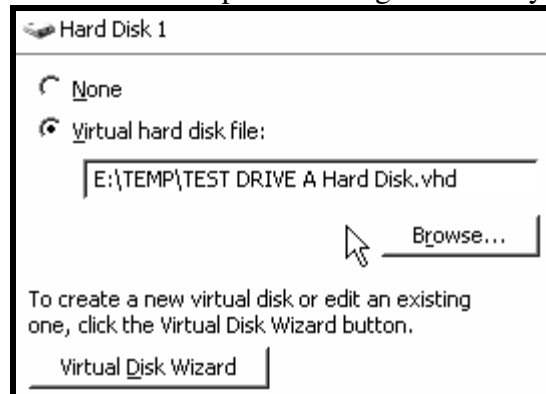 Hard Disk 1
None
Virtual hard disk file:
E:\TEMP\TEST DRIVE A Hard Disk.vhd
Browse...
To create a new virtual disk or edit an existing
one, click the Virtual Disk Wizard button.
Virtual Disk Wizard